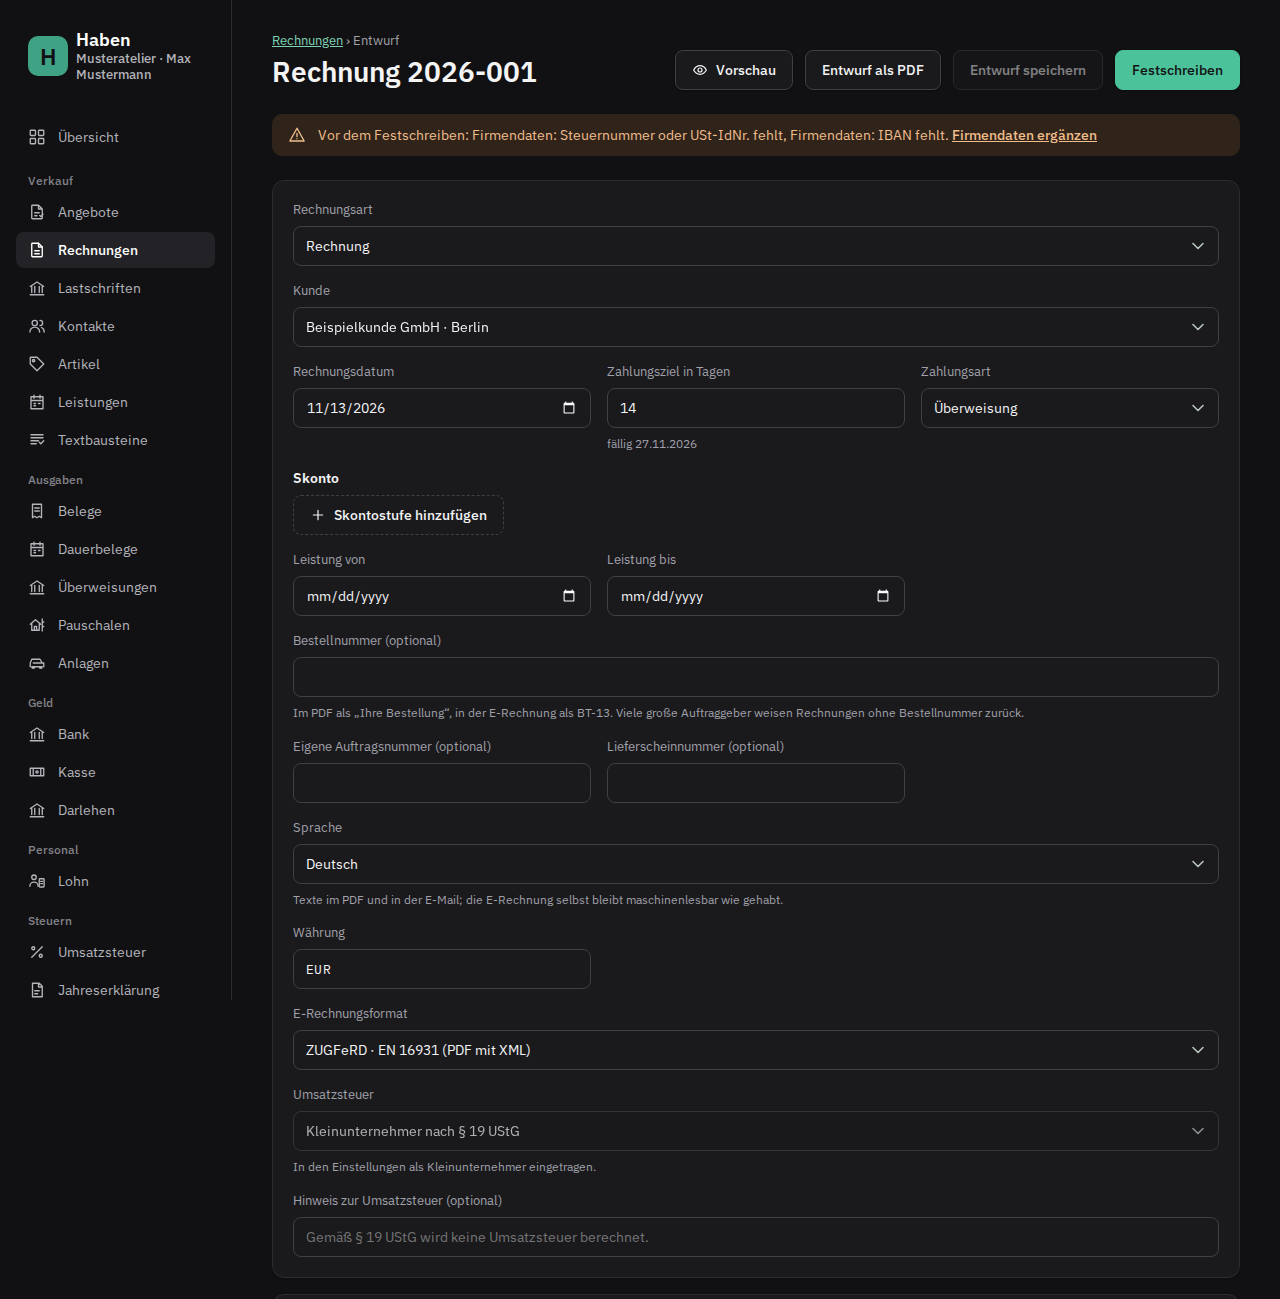 H
Haben
Musteratelier · Max
Mustermann
Übersicht
Verkauf
Angebote
Rechnungen
Lastschriften
Kontakte
Artikel
Leistungen
Textbausteine
Ausgaben
Belege
Dauerbelege
Überweisungen
Pauschalen
Anlagen
Geld
Bank
Kasse
Darlehen
Personal
Lohn
Steuern
Umsatzsteuer
Jahreserklärung
Rechnungen › Entwurf
Rechnung 2026-001
Vorschau
Entwurf als PDF
Entwurf speichern
Festschreiben
Vor dem Festschreiben: Firmendaten: Steuernummer oder USt-IdNr. fehlt, Firmendaten: IBAN fehlt. Firmendaten ergänzen
Rechnungsart
Rechnung
Kunde
Beispielkunde GmbH · Berlin
Rechnungsdatum
11/13/2026
Zahlungsziel in Tagen
14
fällig 27.11.2026
Zahlungsart
Überweisung
Skonto
Skontostufe hinzufügen
Leistung von
mm/dd/yyyy
Leistung bis
mm/dd/yyyy
Bestellnummer (optional)
Im PDF als „Ihre Bestellung“, in der E-Rechnung als BT-13. Viele große Auftraggeber weisen Rechnungen ohne Bestellnummer zurück.
Eigene Auftragsnummer (optional)
Lieferscheinnummer (optional)
Sprache
Deutsch
Texte im PDF und in der E-Mail; die E-Rechnung selbst bleibt maschinenlesbar wie gehabt.
Währung
EUR
E-Rechnungsformat
ZUGFeRD · EN 16931 (PDF mit XML)
Umsatzsteuer
Kleinunternehmer nach § 19 UStG
In den Einstellungen als Kleinunternehmer eingetragen.
Hinweis zur Umsatzsteuer (optional)
Gemäß § 19 UStG wird keine Umsatzsteuer berechnet.